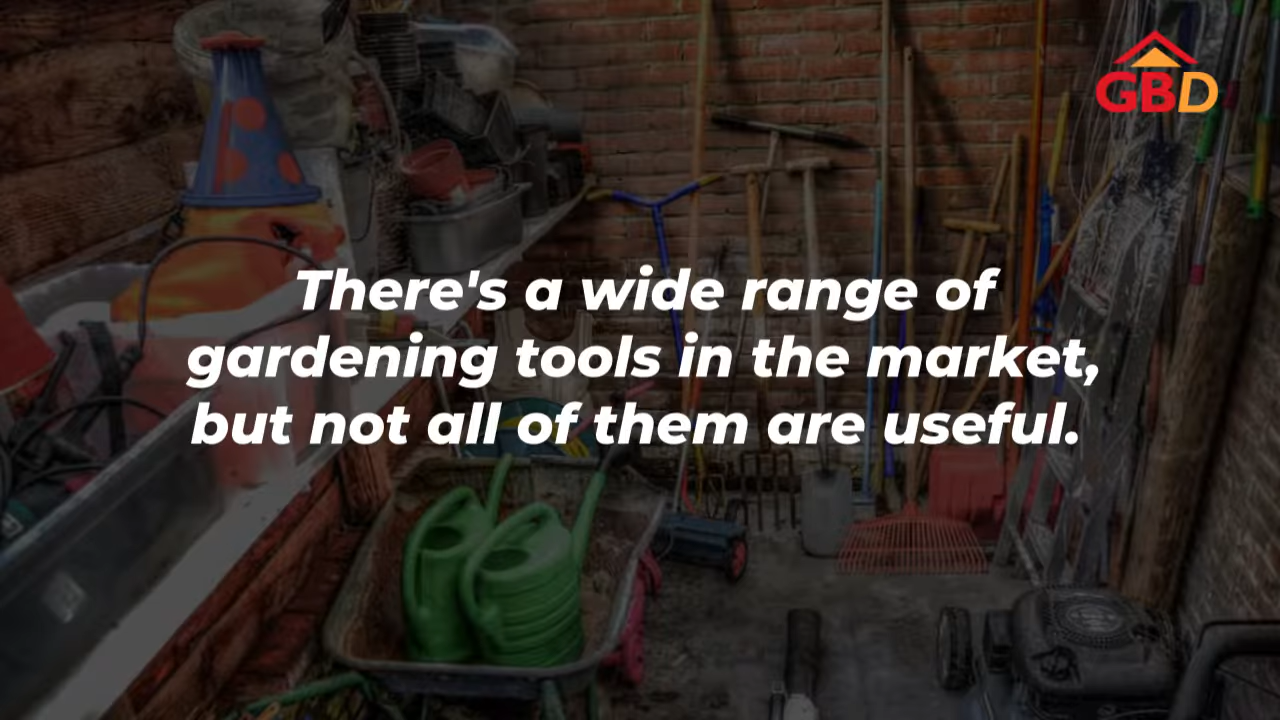 GBD
There's a wide range of
gardening tools in the market,
but not all of them are useful.